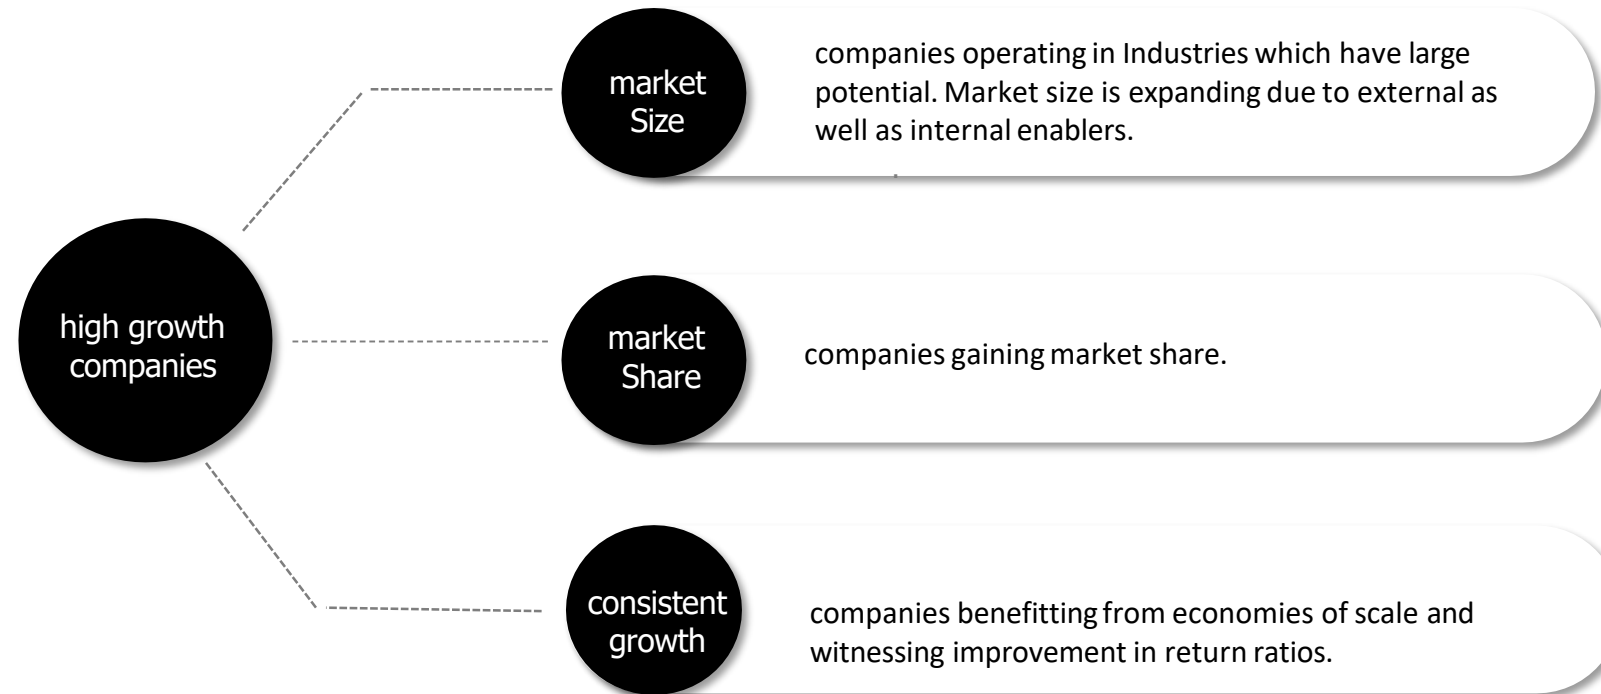 market
Size
companies operating in Industries which have large
potential. Market size is expanding due to external as
well as internal enablers.
high growth
companies
market
Share
companies gaining market share.
consistent
growth
companies benefitting from economies of scale and
witnessing improvement in return ratios.